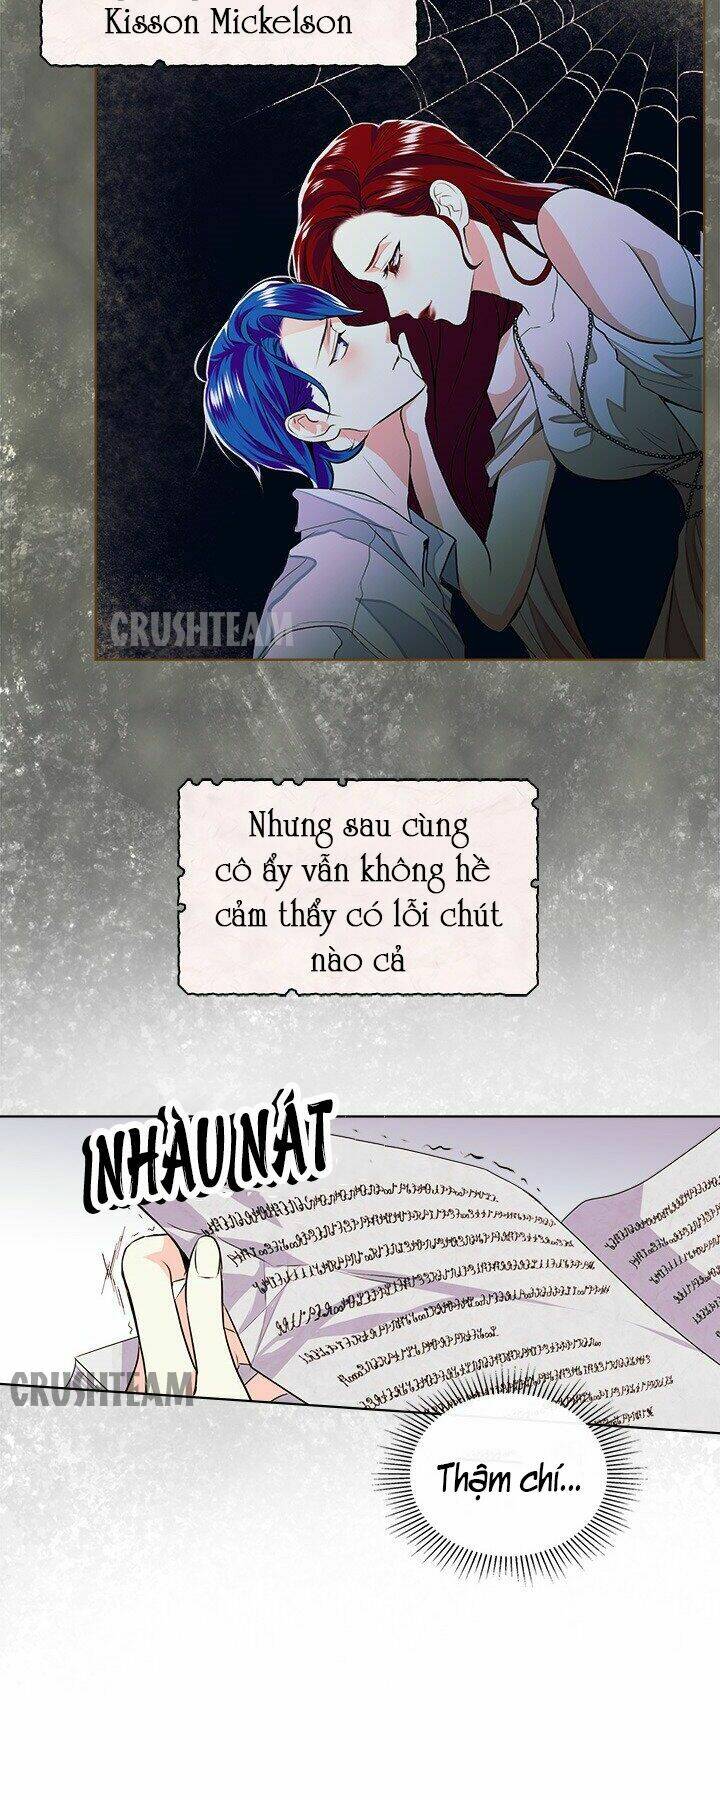 Kisson Mickelson
CRUSHTEAM
Nhưng sau cùng
cô ấy vẫn không hề
cảm thấy có lỗi chút
nào cả
NHÀU NÁT
CRUSHTEAM
Thậm chí...